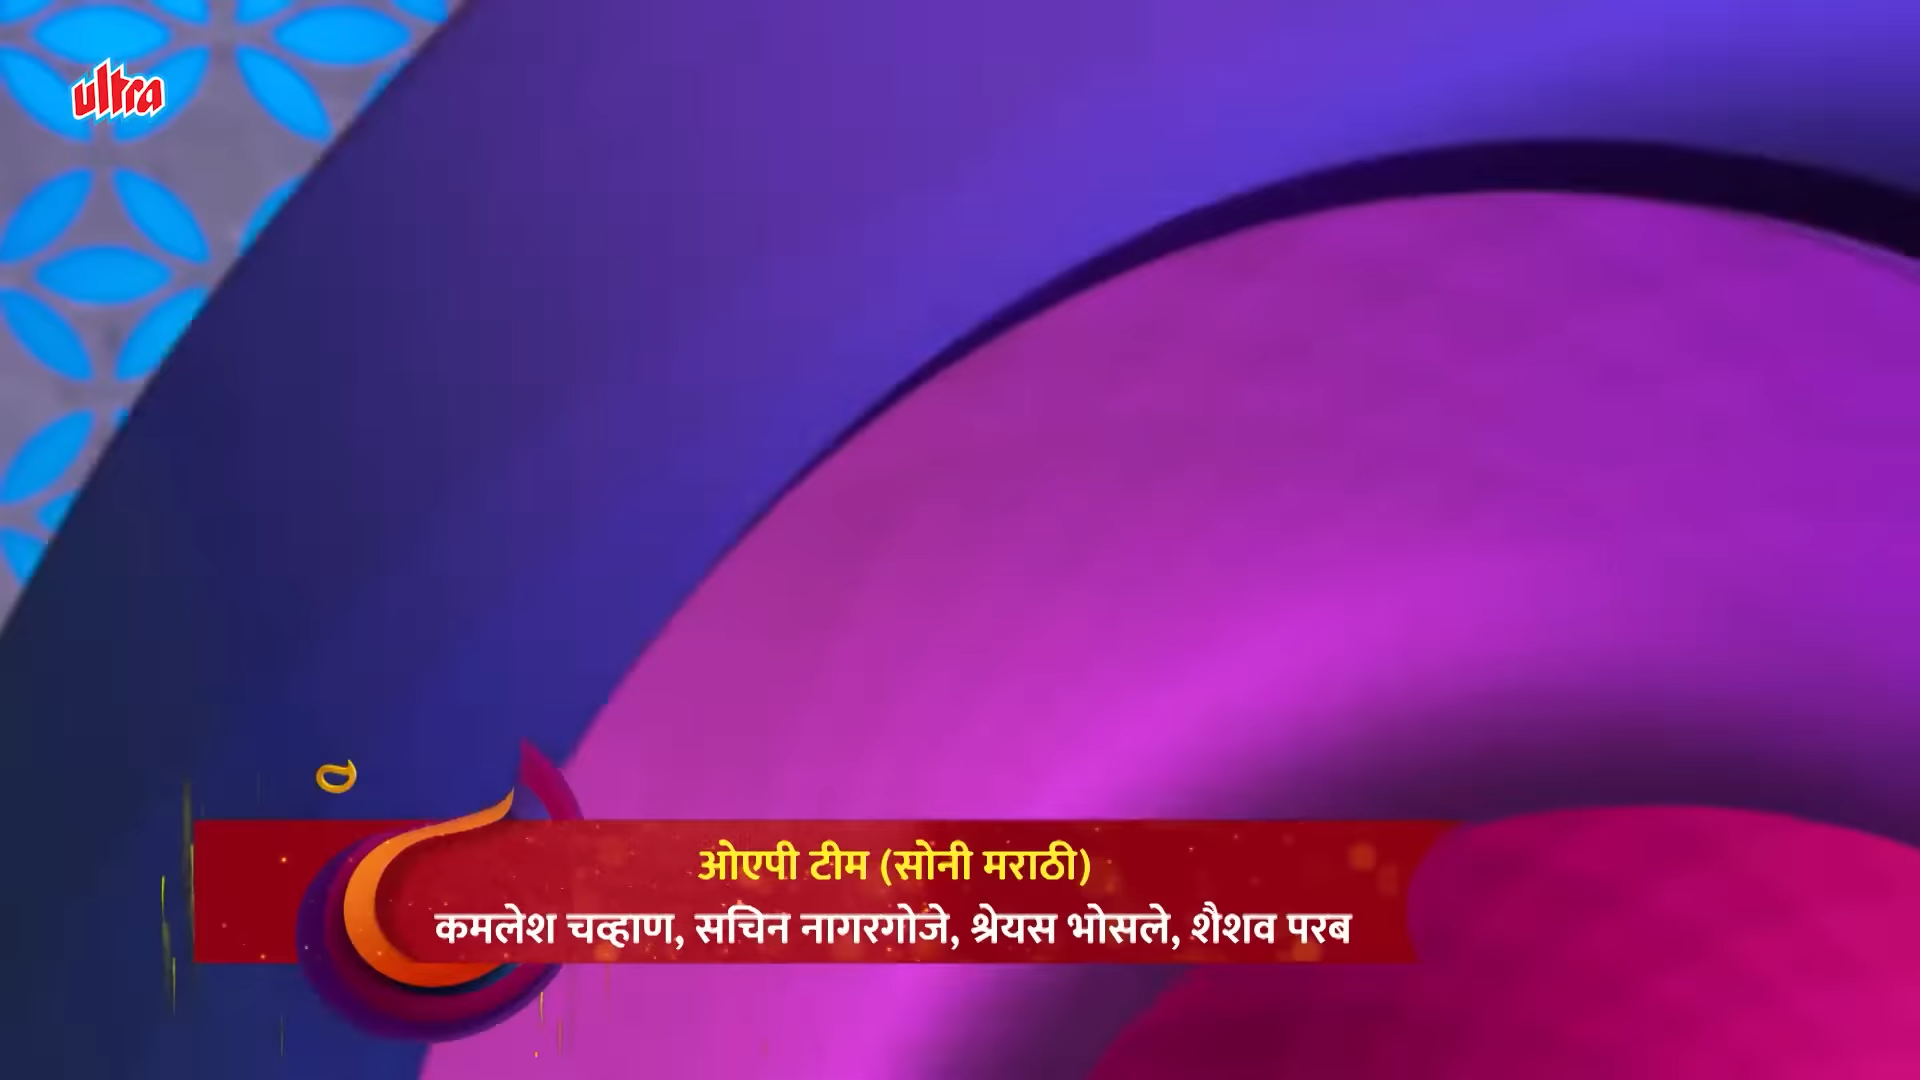 ultra
ओएपी टीम (सोनी मराठी)
कमलेश चव्हाण, सचिन नागरगोजे, श्रेयस भोसले, शैशव परब